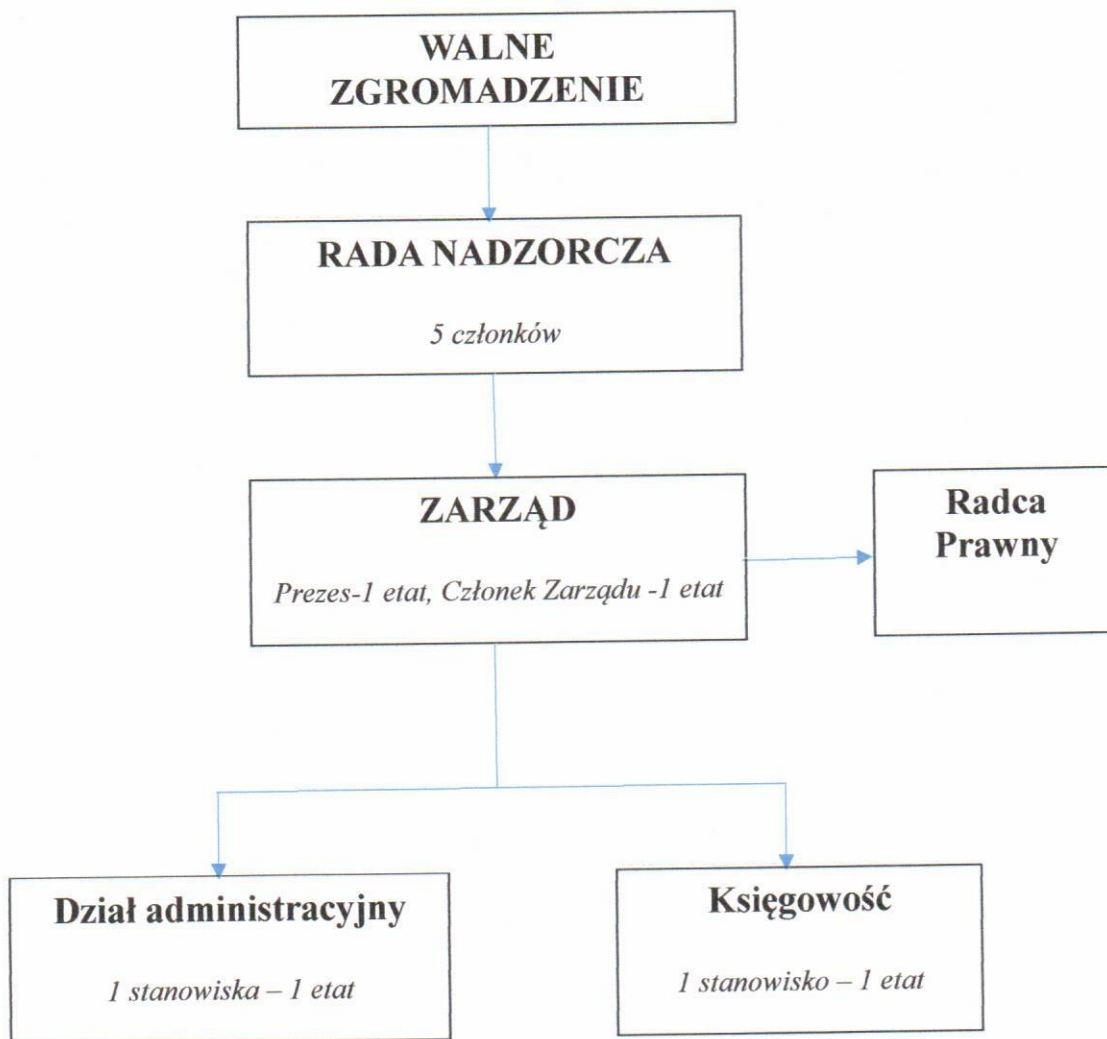 WALNE
ZGROMADZENIE
RADA NADZORCZA
5 członków
ZARZĄD
Prezes-1 etat, Członek Zarządu -1 etat
Radca
Prawny
Dział administracyjny
1 stanowiska – 1 etat
Księgowość
1 stanowisko – 1 etat